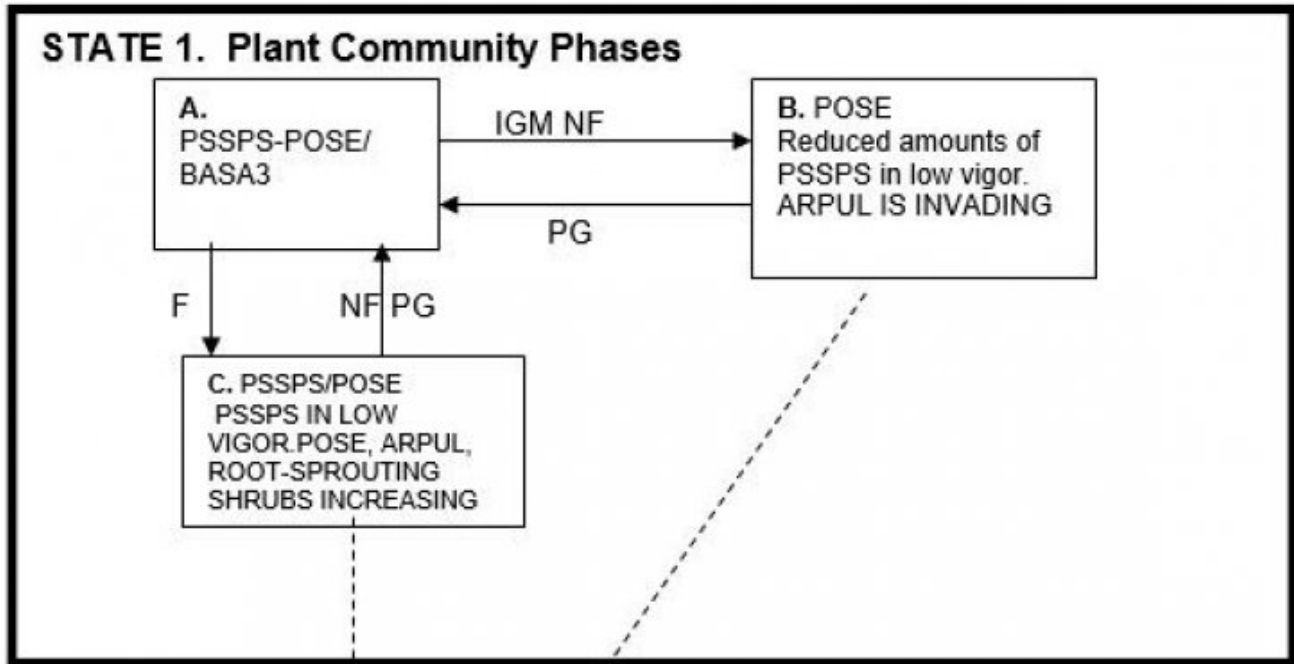 STATE 1. Plant Community Phases
A.
PSSPS-POSE/
BASA3
IGM NF
B. POSE
Reduced amounts of
PSSPS in low vigor.
ARPUL IS INVADING
PG
F
NF PG
C. PSSPS/POSE
PSSPS IN LOW
VIGOR.POSE, ARPUL,
ROOT-SPROUTING
SHRUBS INCREASING